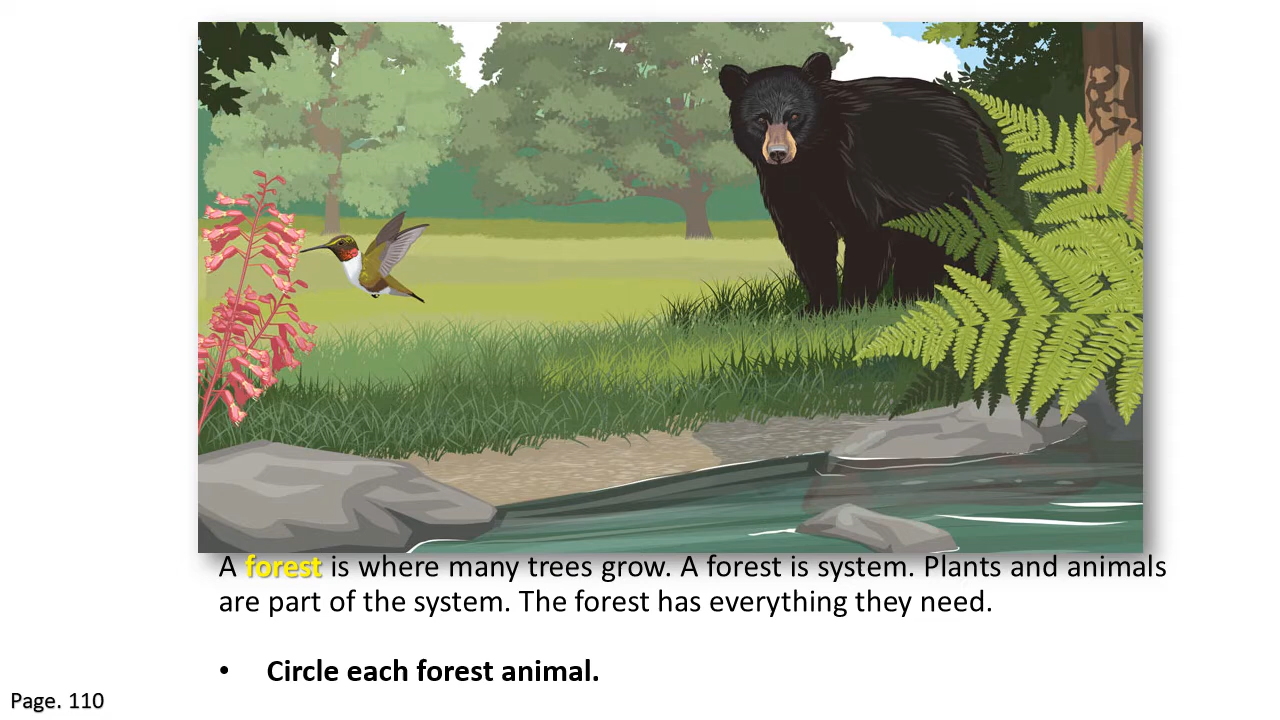 A forest is where many trees grow. A forest is system. Plants and animals
are part of the system. The forest has everything they need.
• Circle each forest animal.
Page. 110